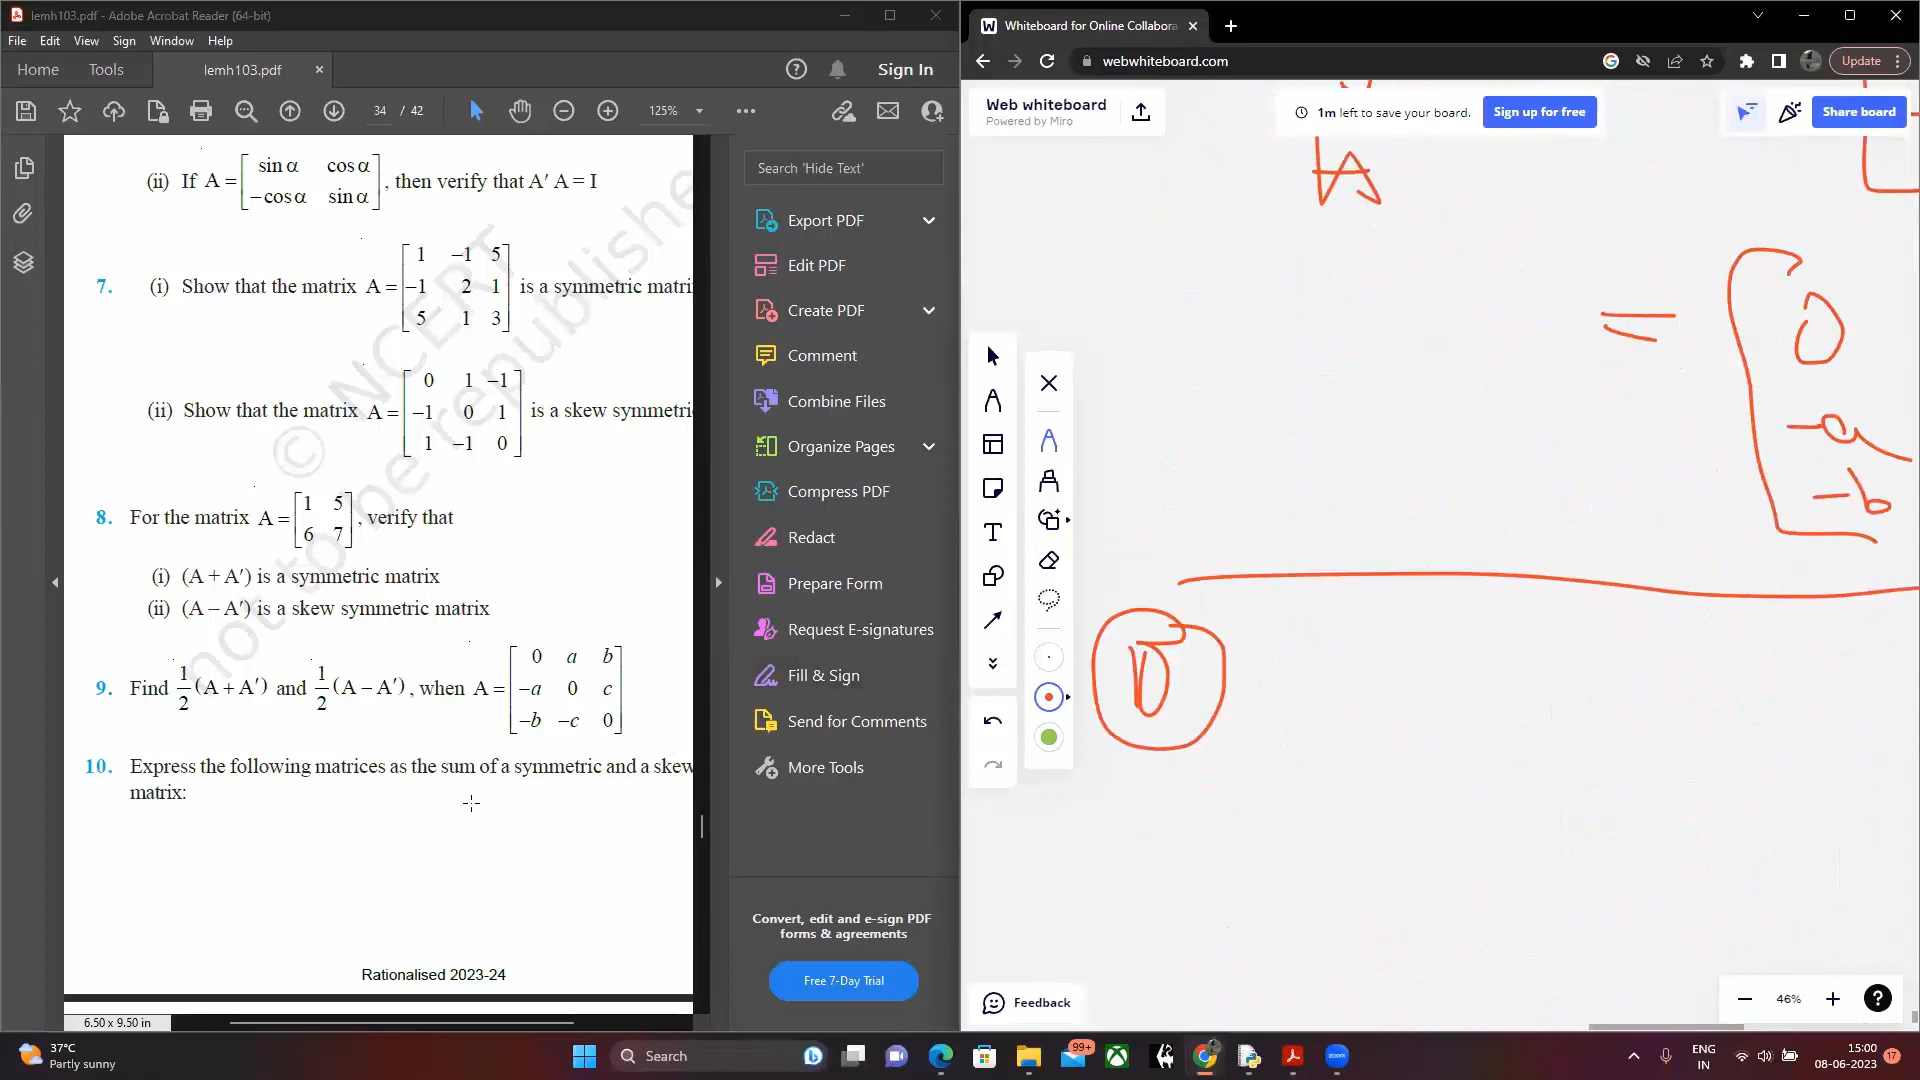 lemh103.pdf - Adobe Acrobat Reader (64-bit)
File Edit View Sign Window Help
Home Tools lemh103.pdf Sign In
34 / 42 125%
(ii) If A = [ sin α cos α
−cos α sin α ] , then verify that A′ A = I
7. (i) Show that the matrix A = [ 1 −1 5
−1 2 1
5 1 3 ] is a symmetric matri
(ii) Show that the matrix A = [ 0 1 −1
−1 0 1
1 −1 0 ] is a skew symmetri
8. For the matrix A = [ 1 5
6 7 ] , verify that
(i) (A + A′) is a symmetric matrix
(ii) (A – A′) is a skew symmetric matrix
9. Find 1/2 (A + A′) and 1/2 (A − A′) , when A = [ 0 a b
−a 0 c
−b −c 0 ]
10. Express the following matrices as the sum of a symmetric and a skew
matrix:
© NCERT
not to be republishe
Rationalised 2023-24
6.50 x 9.50 in
Search 'Hide Text'
Export PDF
Edit PDF
Create PDF
Comment
Combine Files
Organize Pages
Compress PDF
Redact
Prepare Form
Request E-signatures
Fill & Sign
Send for Comments
More Tools
Convert, edit and e-sign PDF
forms & agreements
Free 7-Day Trial
Whiteboard for Online Collabora
webwhiteboard.com
Update
Web whiteboard
Powered by Miro
1m left to save your board. Sign up for free
Share board
A
= [ 0
-a
-b
Feedback
46%
37°C
Partly sunny
Search
99+
zoom
ENG
IN
15:00
08-06-2023
17